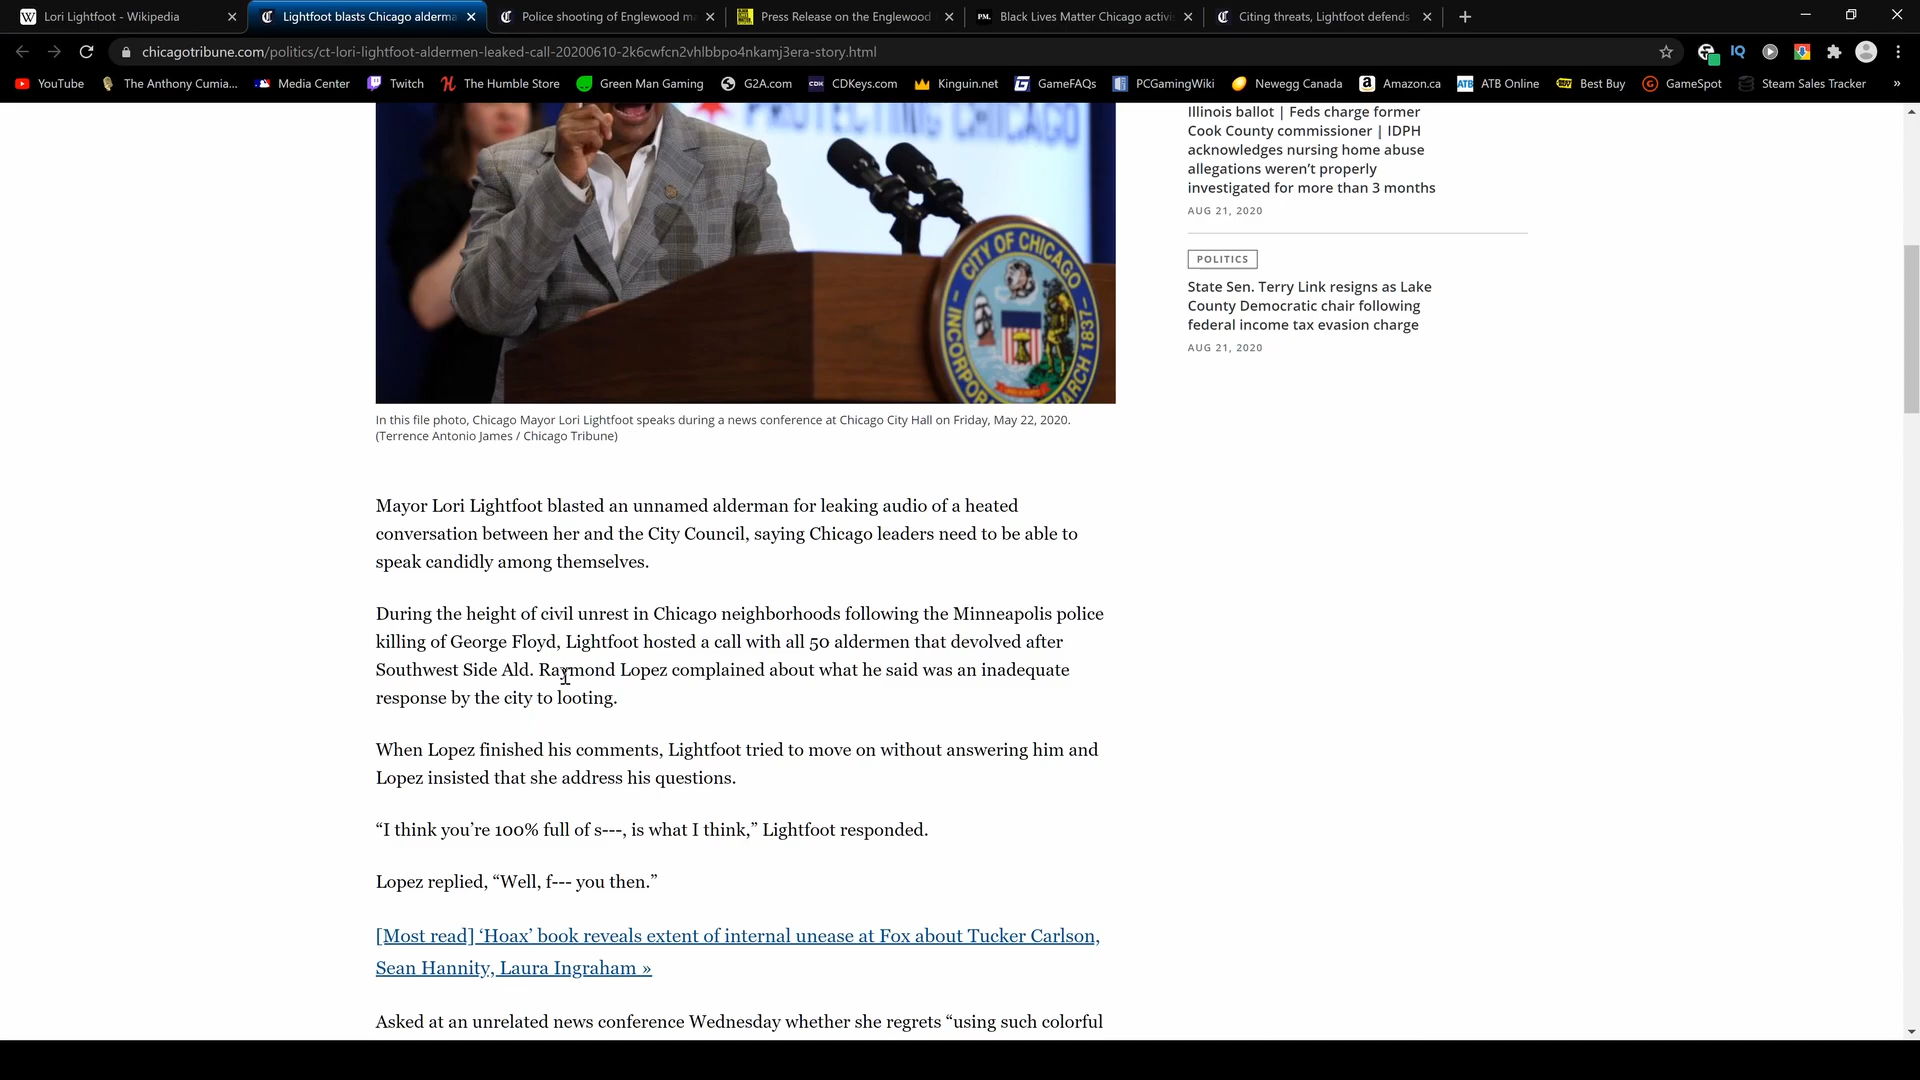 Lori Lightfoot - Wikipedia
Lightfoot blasts Chicago alderma
Police shooting of Englewood m
Press Release on the Englewood
Black Lives Matter Chicago activi
Citing threats, Lightfoot defends
chicagotribune.com/politics/ct-lori-lightfoot-aldermen-leaked-call-20200610-2k6cwfcn2vhlbbpo4nkamj3era-story.html
YouTube
The Anthony Cumia...
Media Center
Twitch
The Humble Store
Green Man Gaming
G2A.com
CDKeys.com
Kinguin.net
GameFAQs
PCGamingWiki
Newegg Canada
Amazon.ca
ATB Online
Best Buy
GameSpot
Steam Sales Tracker
PROTECTING CHICAGO
CITY OF CHICAGO
INCORPORA MARCH 1837
Illinois ballot | Feds charge former
Cook County commissioner | IDPH
acknowledges nursing home abuse
allegations weren't properly
investigated for more than 3 months
AUG 21, 2020
POLITICS
State Sen. Terry Link resigns as Lake
County Democratic chair following
federal income tax evasion charge
AUG 21, 2020
In this file photo, Chicago Mayor Lori Lightfoot speaks during a news conference at Chicago City Hall on Friday, May 22, 2020.
(Terrence Antonio James / Chicago Tribune)
Mayor Lori Lightfoot blasted an unnamed alderman for leaking audio of a heated
conversation between her and the City Council, saying Chicago leaders need to be able to
speak candidly among themselves.
During the height of civil unrest in Chicago neighborhoods following the Minneapolis police
killing of George Floyd, Lightfoot hosted a call with all 50 aldermen that devolved after
Southwest Side Ald. Raymond Lopez complained about what he said was an inadequate
response by the city to looting.
When Lopez finished his comments, Lightfoot tried to move on without answering him and
Lopez insisted that she address his questions.
“I think you’re 100% full of s---, is what I think,” Lightfoot responded.
Lopez replied, “Well, f--- you then.”
[Most read] ‘Hoax’ book reveals extent of internal unease at Fox about Tucker Carlson,
Sean Hannity, Laura Ingraham »
Asked at an unrelated news conference Wednesday whether she regrets “using such colorful